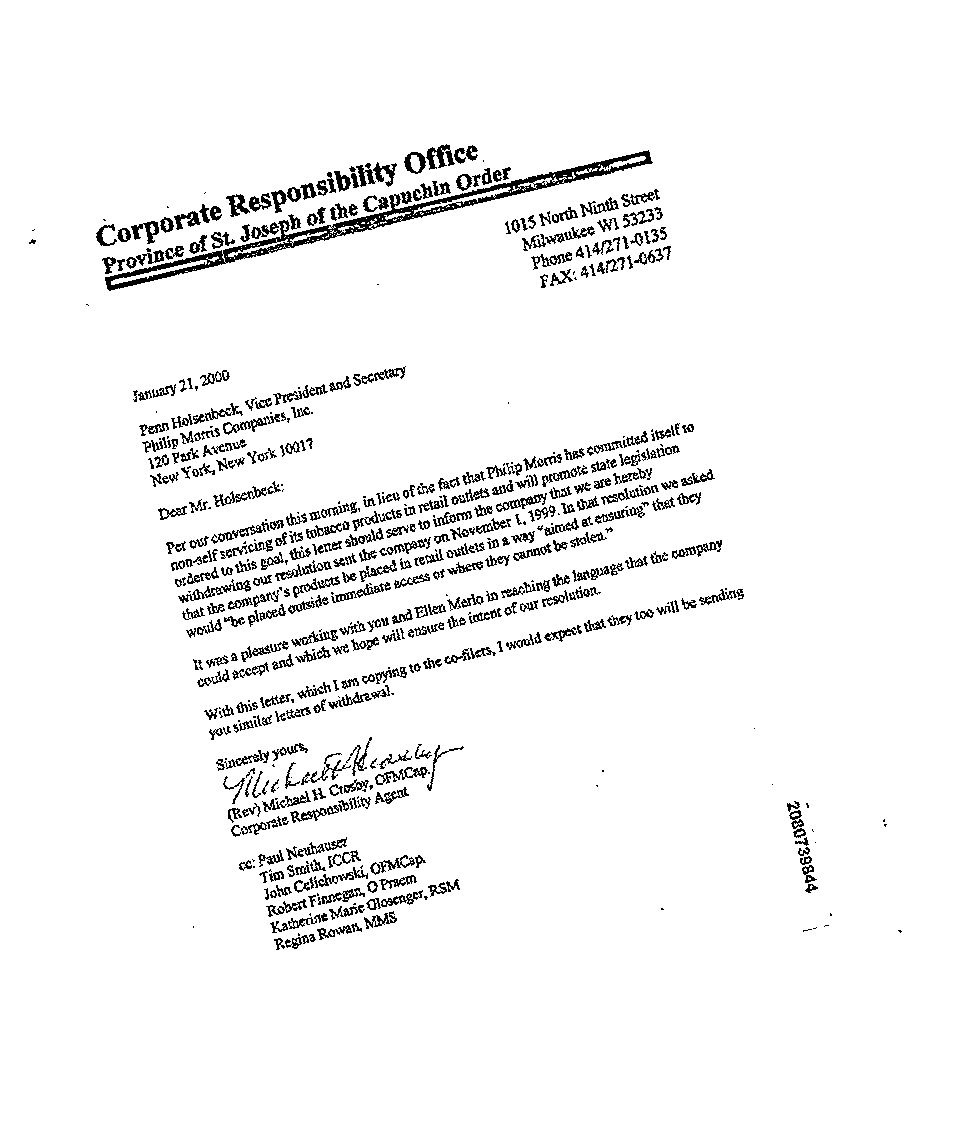 Corporate Responsibility Office
Province of St. Joseph of the Capuchin Order
1015 North Ninth Street
Milwaukee WI 53233
Phone 414/271-0135
FAX: 414/271-0637
January 21, 2000
Penn Holsenbeck, Vice President and Secretary
Philip Morris Companies, Inc.
120 Park Avenue
New York, New York 10017
Dear Mr. Holsenbeck:
Per our conversation this morning, in lieu of the fact that Philip Morris has committed itself to
non-self servicing of its tobacco products in retail outlets and will promote state legislation
ordered to this goal, this letter should serve to inform the company that we are hereby
withdrawing our resolution sent the company on November 1, 1999. In that resolution we asked
that the company's products be placed in retail outlets in a way "aimed at ensuring" that they
would "be placed outside immediate access or where they cannot be stolen."
It was a pleasure working with you and Ellen Merlo in reaching the language that the company
could accept and which we hope will ensure the intent of our resolution.
With this letter, which I am copying to the co-filers, I would expect that they too will be sending
you similar letters of withdrawal.
Sincerely yours,
Michael H Crosby
(Rev) Michael H. Crosby, OFMCap.
Corporate Responsibility Agent
cc: Paul Neuhauser
Tim Smith, ICCR
John Celichowski, OFMCap.
Robert Finnegan, O Praem
Katherine Marie Glosenger, RSM
Regina Rowan, MMS
2080739844